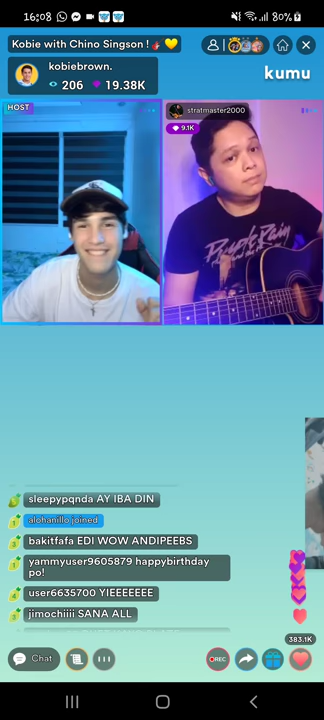 16:08
80%
Kobie with Chino Singson !
kobiebrown.
206 19.38K
kumu
HOST
stratmaster2000
9.1K
Purple Rain
sleepypqnda AY IBA DIN
alohanillo joined
bakitfafa EDI WOW ANDIPEEBS
yammyuser9605879 happybirthday
po!
user6635700 YIEEEEEEE
jimochiiii SANA ALL
383.1K
Chat
REC